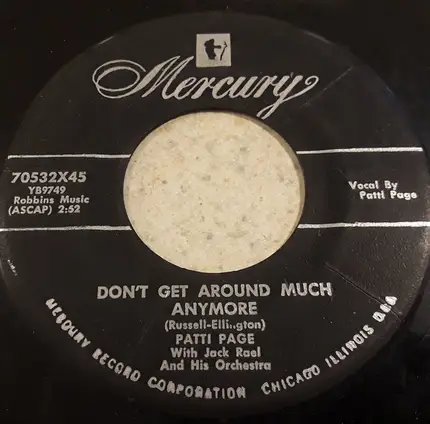 Mercury
70532X45
YB9749
Robbins Music
(ASCAP) 2:52
Vocal By
Patti Page
DON'T GET AROUND MUCH
ANYMORE
(Russell-Ellington)
PATTI PAGE
With Jack Rael
And His Orchestra
MERCURY RECORD CORPORATION CHICAGO ILLINOIS USA